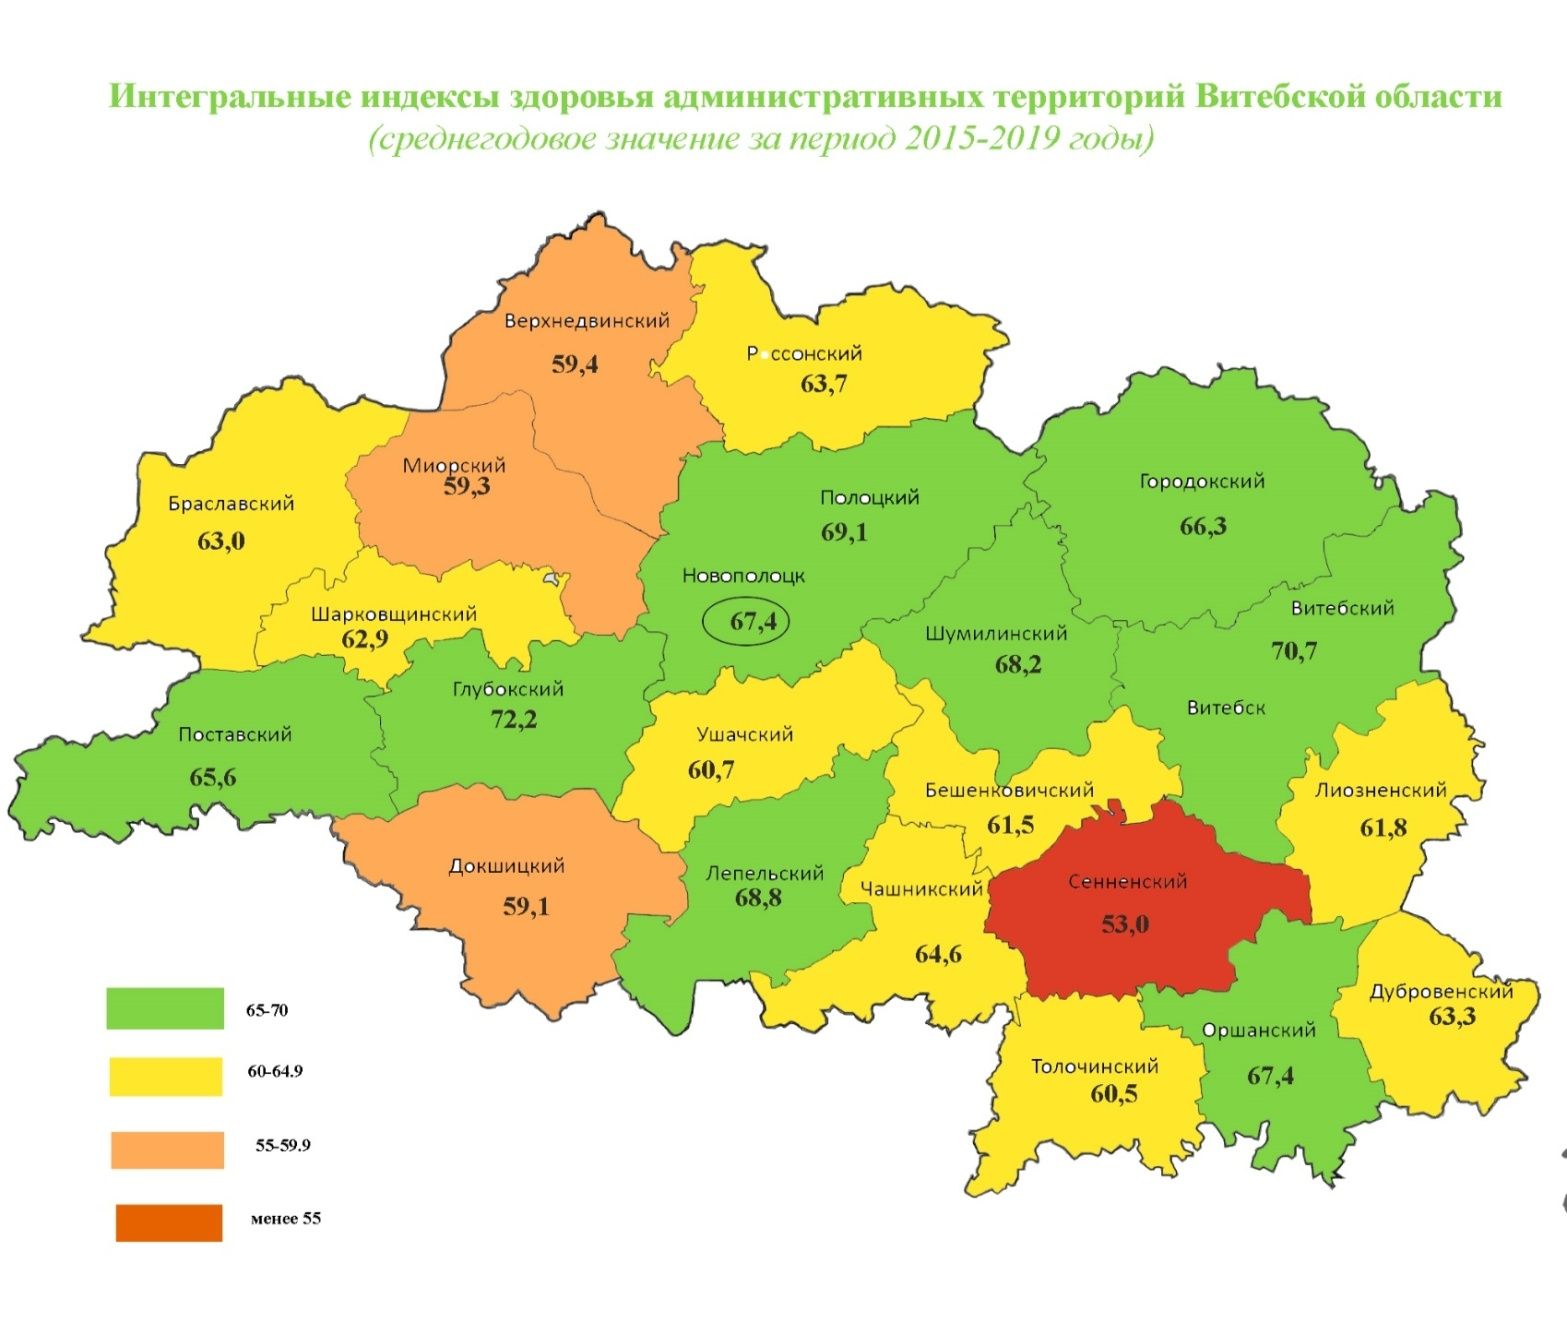 Интегральные индексы здоровья административных территорий Витебской области
(среднегодовое значение за период 2015-2019 годы)
Верхнедвинский
59,4
Р ссонский
63,7
Миорский
59,3
Браславский
63,0
Полоцкий
69,1
Городокский
66,3
Новополоцк
67,4
Шарковщинский
62,9
Шумилинский
68,2
Витебский
70,7
Витебск
Глубокский
72,2
Поставский
65,6
Ушачский
60,7
Бешенковичский
61,5
Лиозненский
61,8
Докшицкий
59,1
Лепельский
68,8
Чашникский
64,6
Сенненский
53,0
Дубровенский
63,3
Оршанский
67,4
Толочинский
60,5
65-70
60-64.9
55-59.9
менее 55